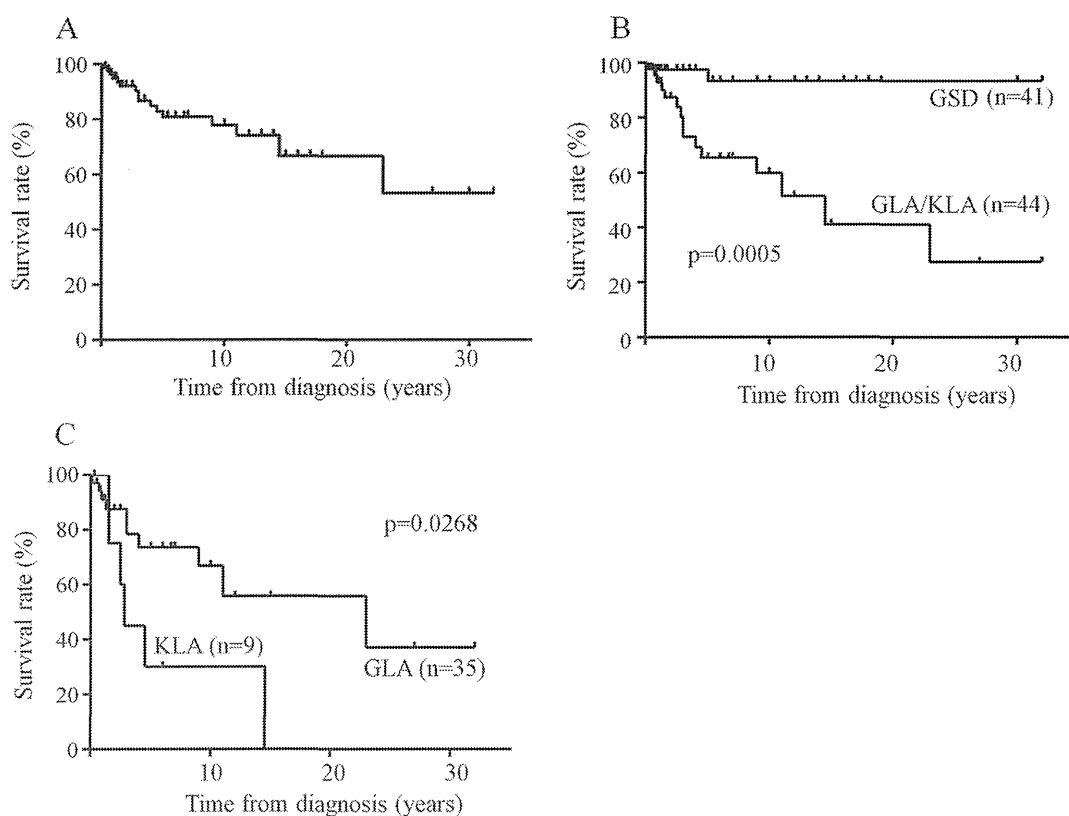 A
100
80
60
40
20
0
10
20
30
Survival rate (%)
Time from diagnosis (years)
B
100
80
60
40
20
0
10
20
30
Survival rate (%)
Time from diagnosis (years)
GSD (n=41)
GLA/KLA (n=44)
p=0.0005
C
100
80
60
40
20
0
10
20
30
Survival rate (%)
Time from diagnosis (years)
p=0.0268
KLA (n=9)
GLA (n=35)